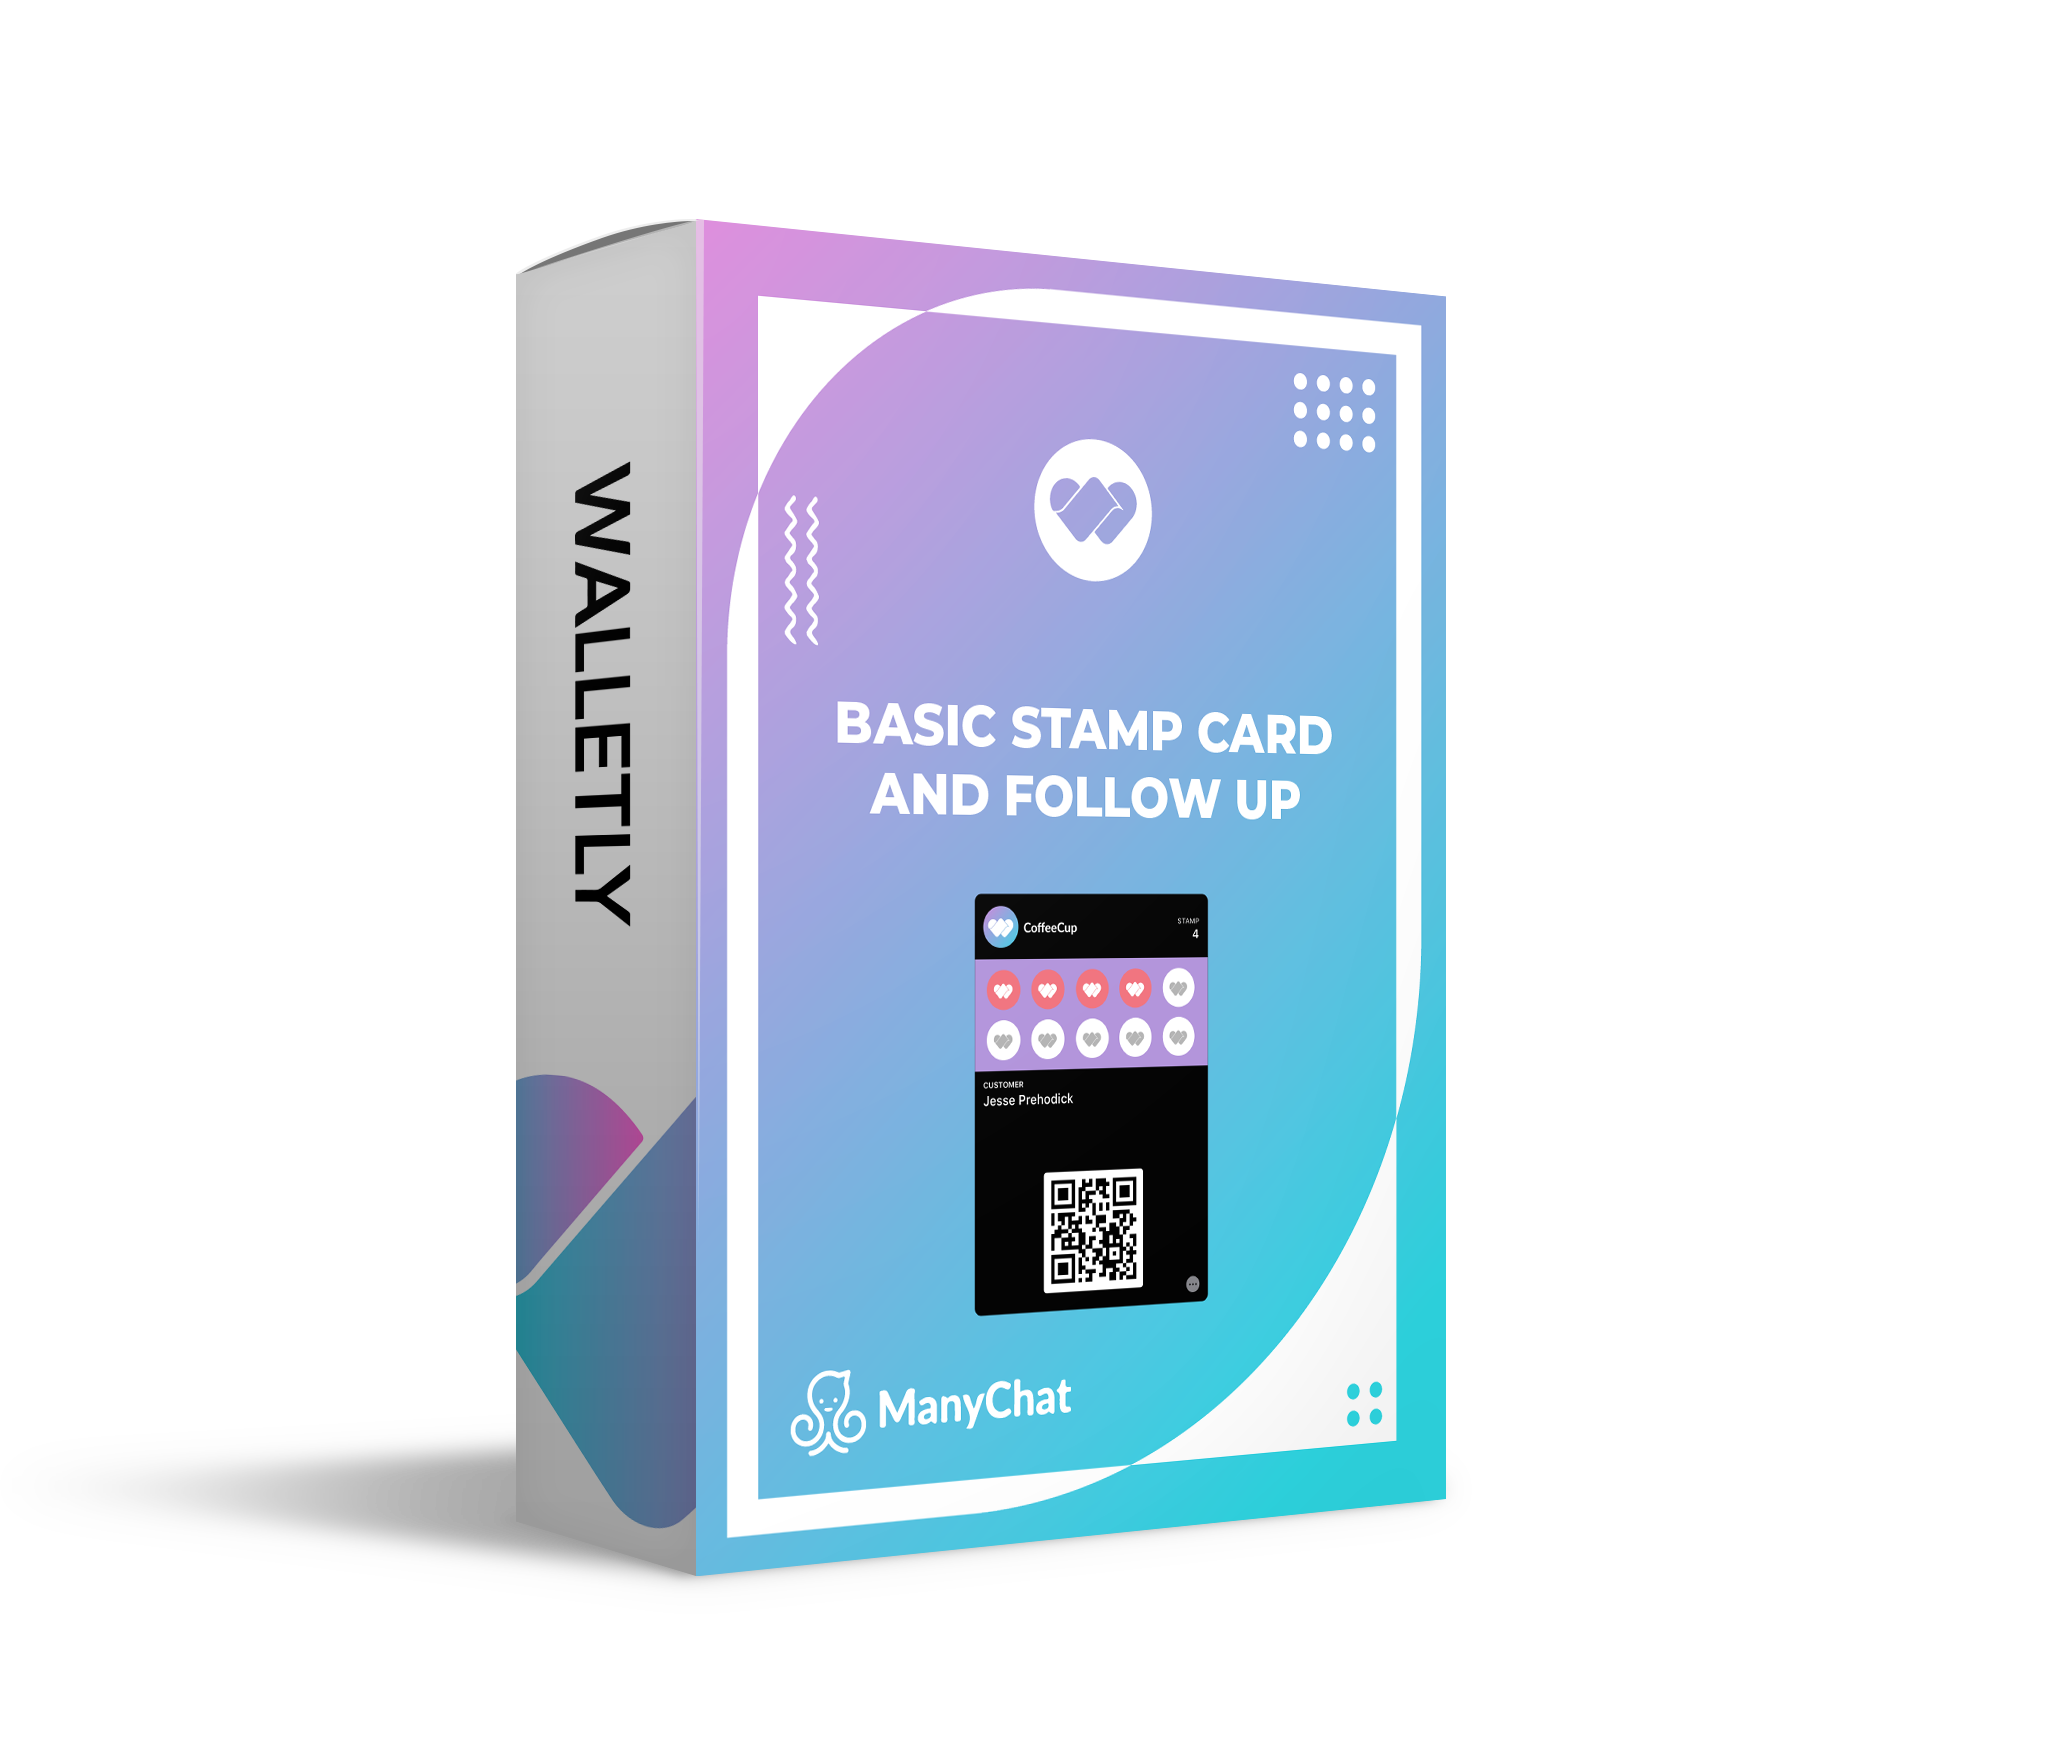 WALLETLY
BASIC STAMP CARD
AND FOLLOW UP
CoffeeCup
STAMP
4
CUSTOMER
Jesse Prehodick
ManyChat